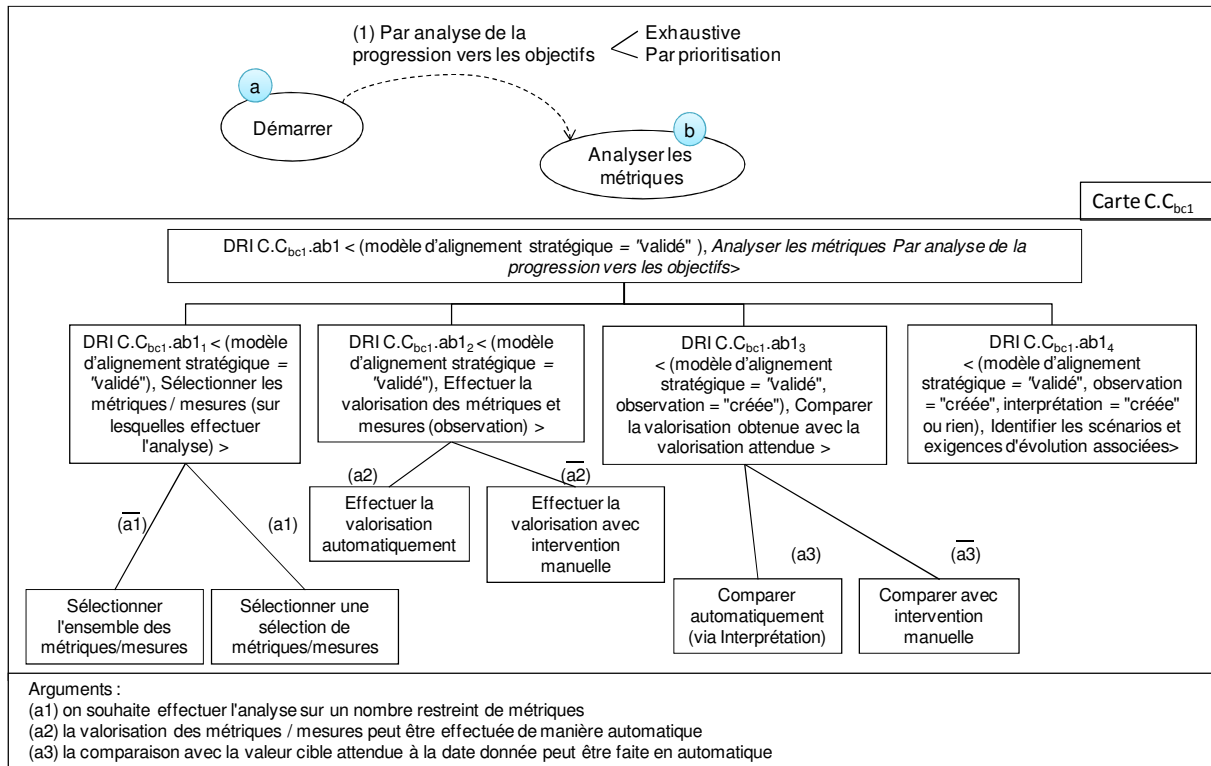 (1) Par analyse de la
progression vers les objectifs
Exhaustive
Par prioritisation
a
Démarrer
b
Analyser les
métriques
Carte C.Cbc1
DRI C.Cbc1.ab1 < (modèle d'alignement stratégique = "validé" ), Analyser les métriques Par analyse de la
progression vers les objectifs>
DRI C.Cbc1.ab11 < (modèle
d'alignement stratégique =
"validé"), Sélectionner les
métriques / mesures (sur
lesquelles effectuer
l'analyse) >
DRI C.Cbc1.ab12 < (modèle
d'alignement stratégique =
"validé"), Effectuer la
valorisation des métriques et
mesures (observation) >
DRI C.Cbc1.ab13
< (modèle d'alignement
stratégique = "validé",
observation = "créée"), Comparer
la valorisation obtenue avec la
valorisation attendue >
DRI C.Cbc1.ab14
< (modèle d'alignement
stratégique = "validé", observation
= "créée", interprétation = "créée"
ou rien), Identifier les scénarios et
exigences d'évolution associées>
(a1)
(a1)
(a2)
(a2)
(a3)
(a3)
Sélectionner
l'ensemble des
métriques/mesures
Sélectionner une
sélection de
métriques/mesures
Effectuer la
valorisation
automatiquement
Effectuer la
valorisation avec
intervention
manuelle
Comparer
automatiquement
(via Interprétation)
Comparer avec
intervention
manuelle
Arguments :
(a1) on souhaite effectuer l'analyse sur un nombre restreint de métriques
(a2) la valorisation des métriques / mesures peut être effectuée de manière automatique
(a3) la comparaison avec la valeur cible attendue à la date donnée peut être faite en automatique